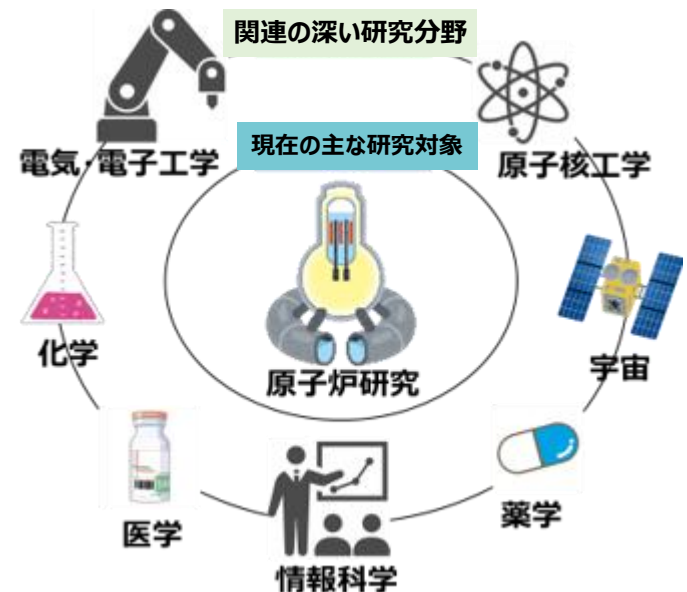 関連の深い研究分野
現在の主な研究対象
電気・電子工学
原子核工学
化学
宇宙
原子炉研究
医学
薬学
情報科学